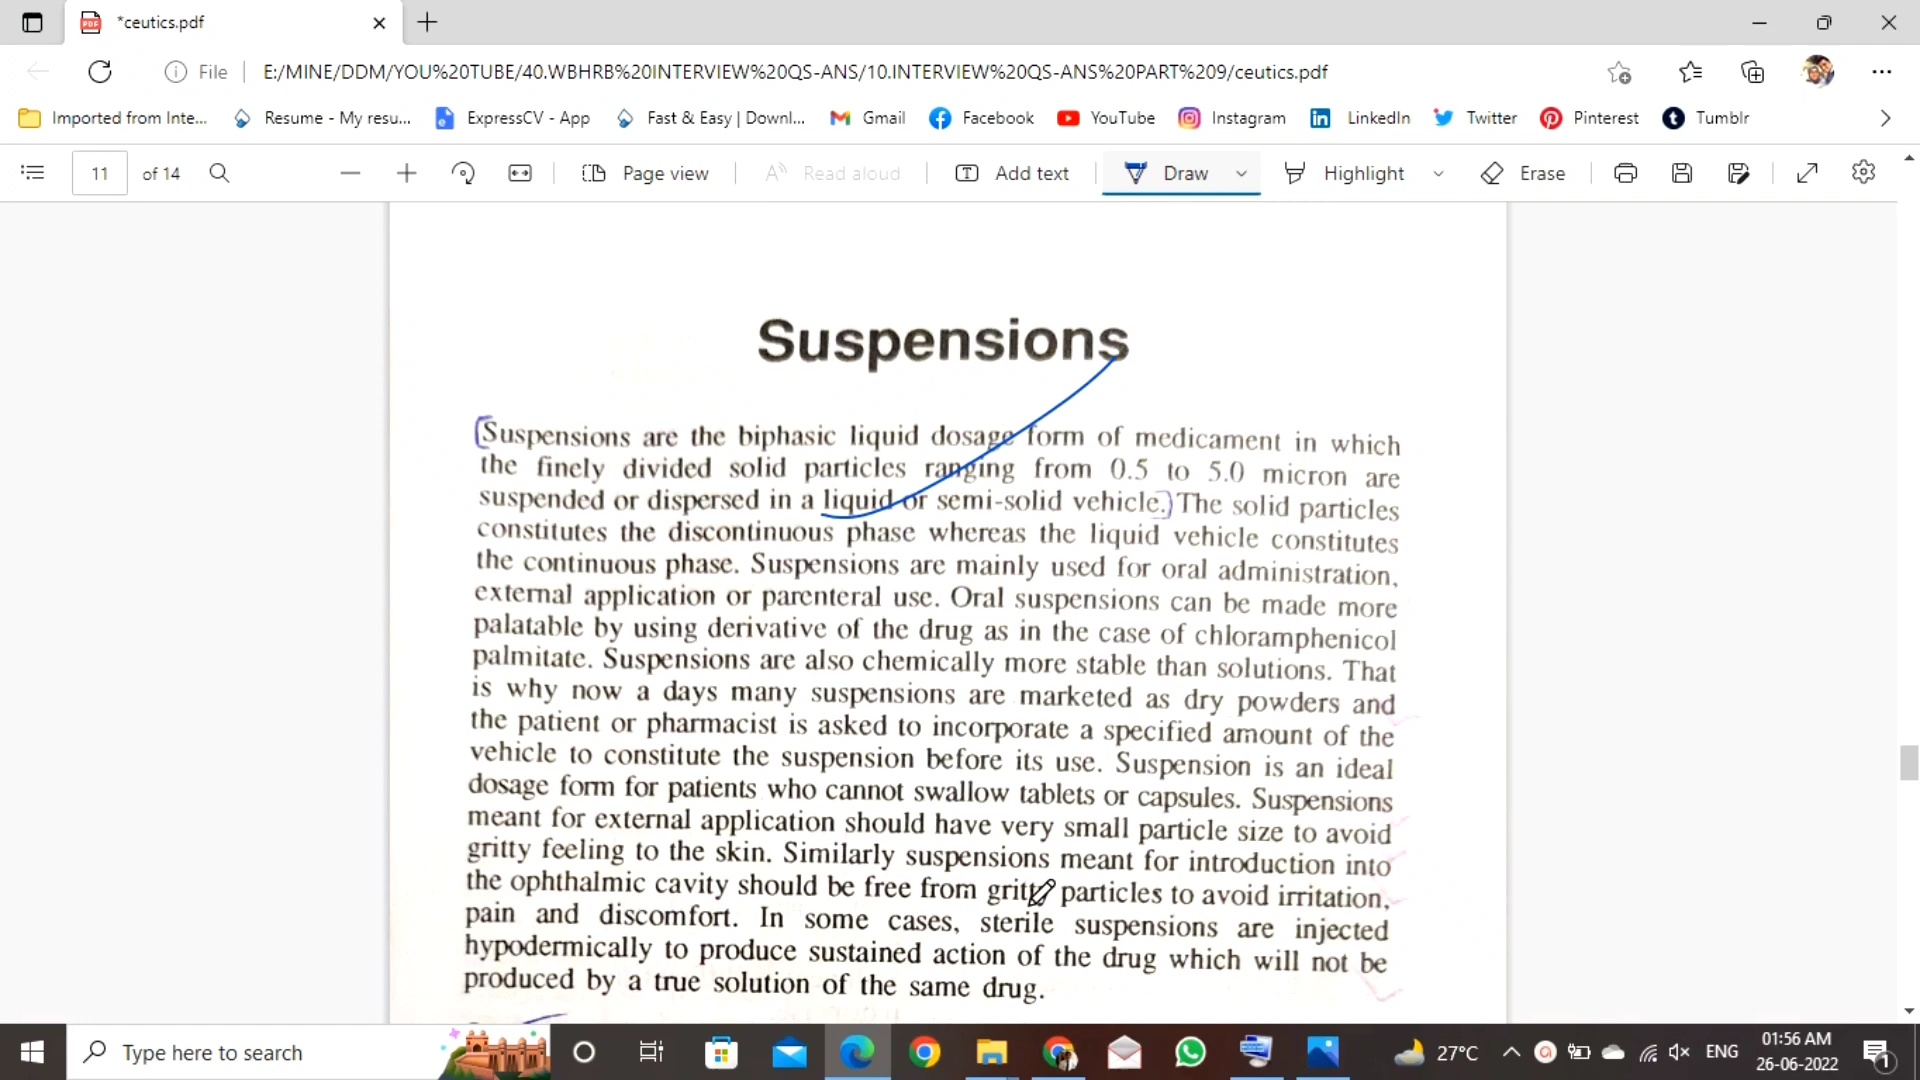 *ceutics.pdf
File E:/MINE/DDM/YOU%20TUBE/40.WBHRB%20INTERVIEW%20QS-ANS/10.INTERVIEW%20QS-ANS%20PART%209/ceutics.pdf
Imported from Inte... Resume - My resu... ExpressCV - App Fast & Easy | Downl... Gmail Facebook YouTube Instagram LinkedIn Twitter Pinterest Tumblr
11 of 14 Page view Read aloud Add text Draw Highlight Erase
Suspensions
Suspensions are the biphasic liquid dosage form of medicament in which
the finely divided solid particles ranging from 0.5 to 5.0 micron are
suspended or dispersed in a liquid or semi-solid vehicle. The solid particles
constitutes the discontinuous phase whereas the liquid vehicle constitutes
the continuous phase. Suspensions are mainly used for oral administration,
external application or parenteral use. Oral suspensions can be made more
palatable by using derivative of the drug as in the case of chloramphenicol
palmitate. Suspensions are also chemically more stable than solutions. That
is why now a days many suspensions are marketed as dry powders and
the patient or pharmacist is asked to incorporate a specified amount of the
vehicle to constitute the suspension before its use. Suspension is an ideal
dosage form for patients who cannot swallow tablets or capsules. Suspensions
meant for external application should have very small particle size to avoid
gritty feeling to the skin. Similarly suspensions meant for introduction into
the ophthalmic cavity should be free from gritty particles to avoid irritation,
pain and discomfort. In some cases, sterile suspensions are injected
hypodermically to produce sustained action of the drug which will not be
produced by a true solution of the same drug.
Type here to search 27°C ENG 01:56 AM
26-06-2022 1